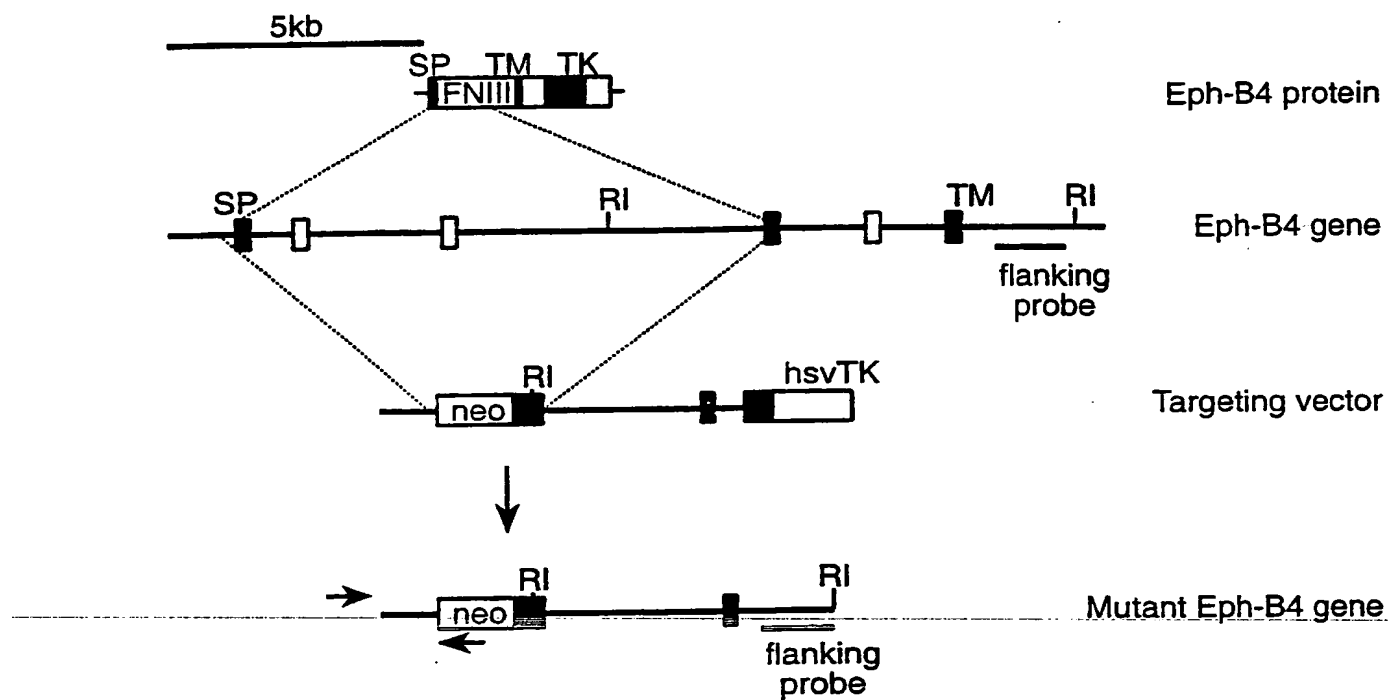 5kb
SP TM TK
FNIII
Eph-B4 protein
SP RI TM RI
Eph-B4 gene
flanking
probe
RI hsvTK
neo
Targeting vector
RI RI
neo
Mutant Eph-B4 gene
flanking
probe